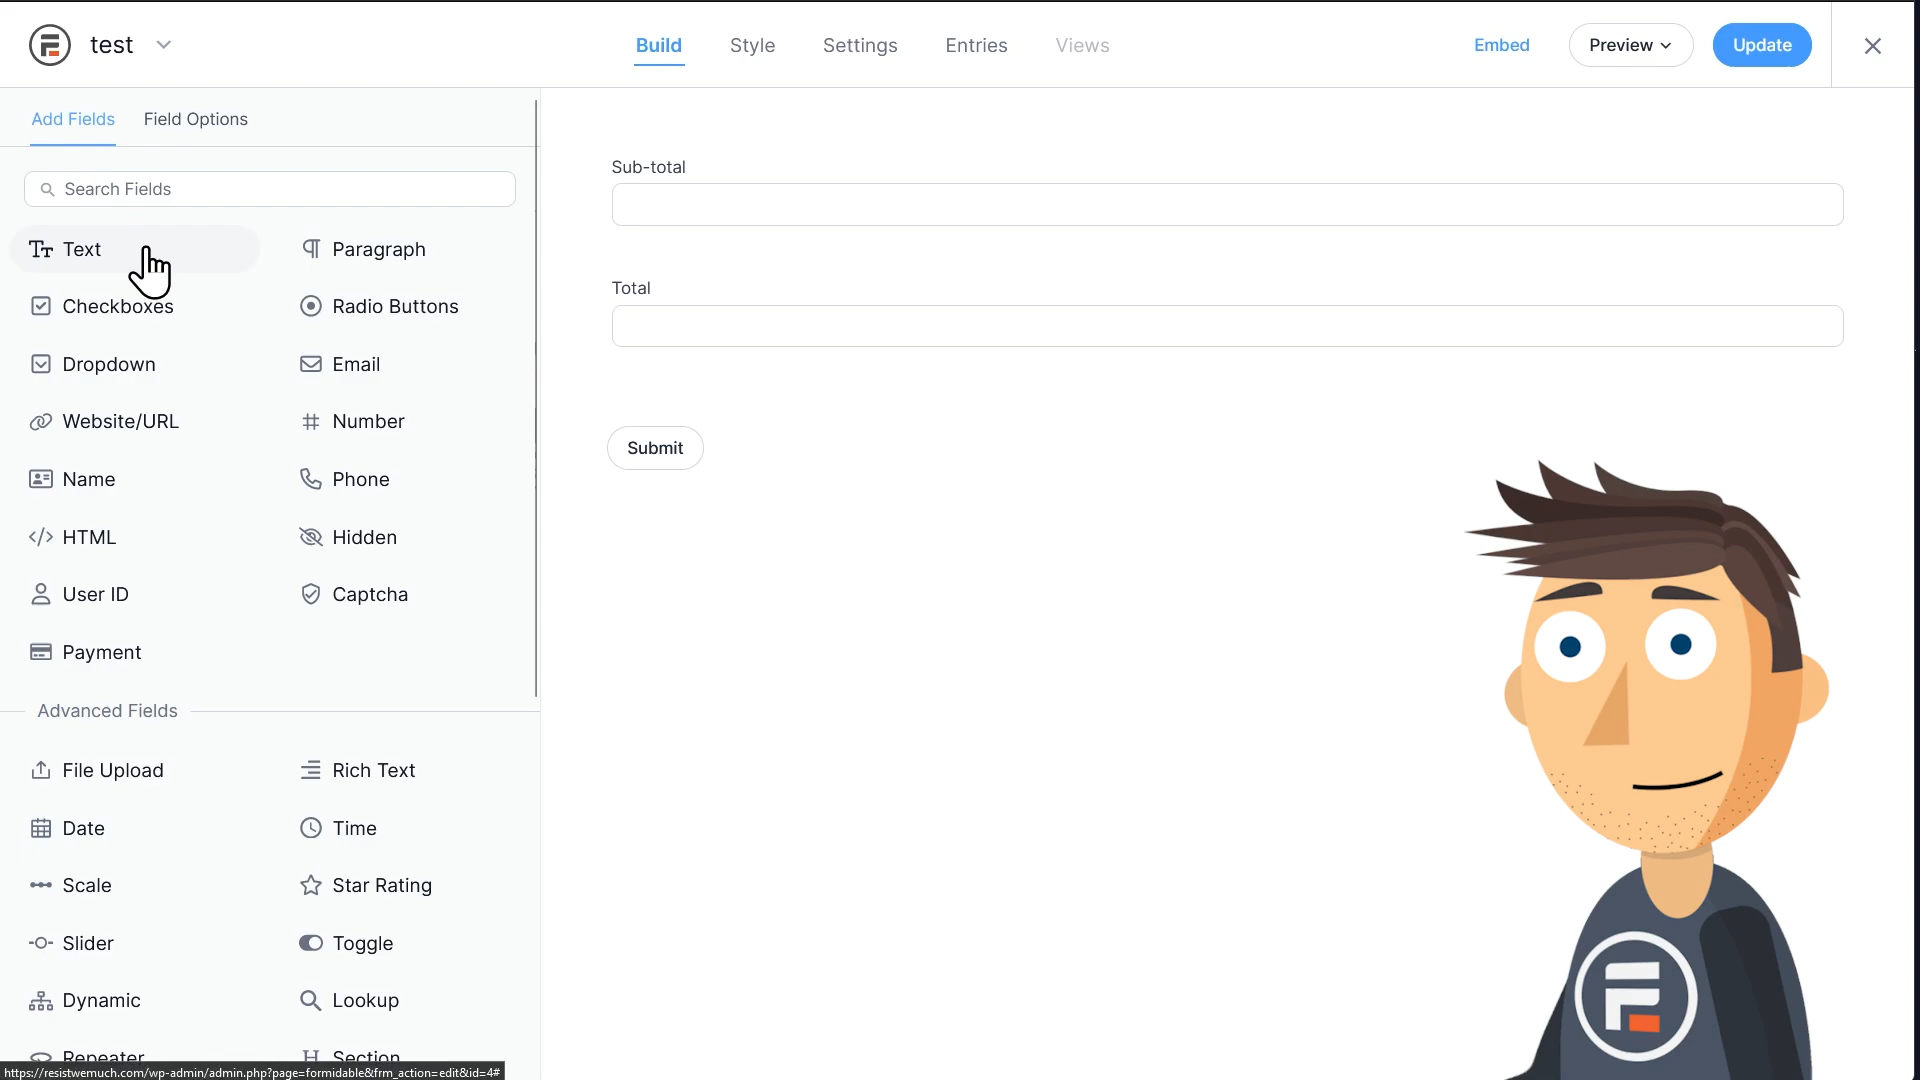 test
Build
Style
Settings
Entries
Views
Embed
Preview
Update
Add Fields
Field Options
Search Fields
Text
Paragraph
Checkboxes
Radio Buttons
Dropdown
Email
Website/URL
Number
Name
Phone
HTML
Hidden
User ID
Captcha
Payment
Advanced Fields
File Upload
Rich Text
Date
Time
Scale
Star Rating
Slider
Toggle
Dynamic
Lookup
Repeater
Section
https://resistwemuch.com/wp-admin/admin.php?page=formidable&frm_action=edit&id=4#
Sub-total
Total
Submit